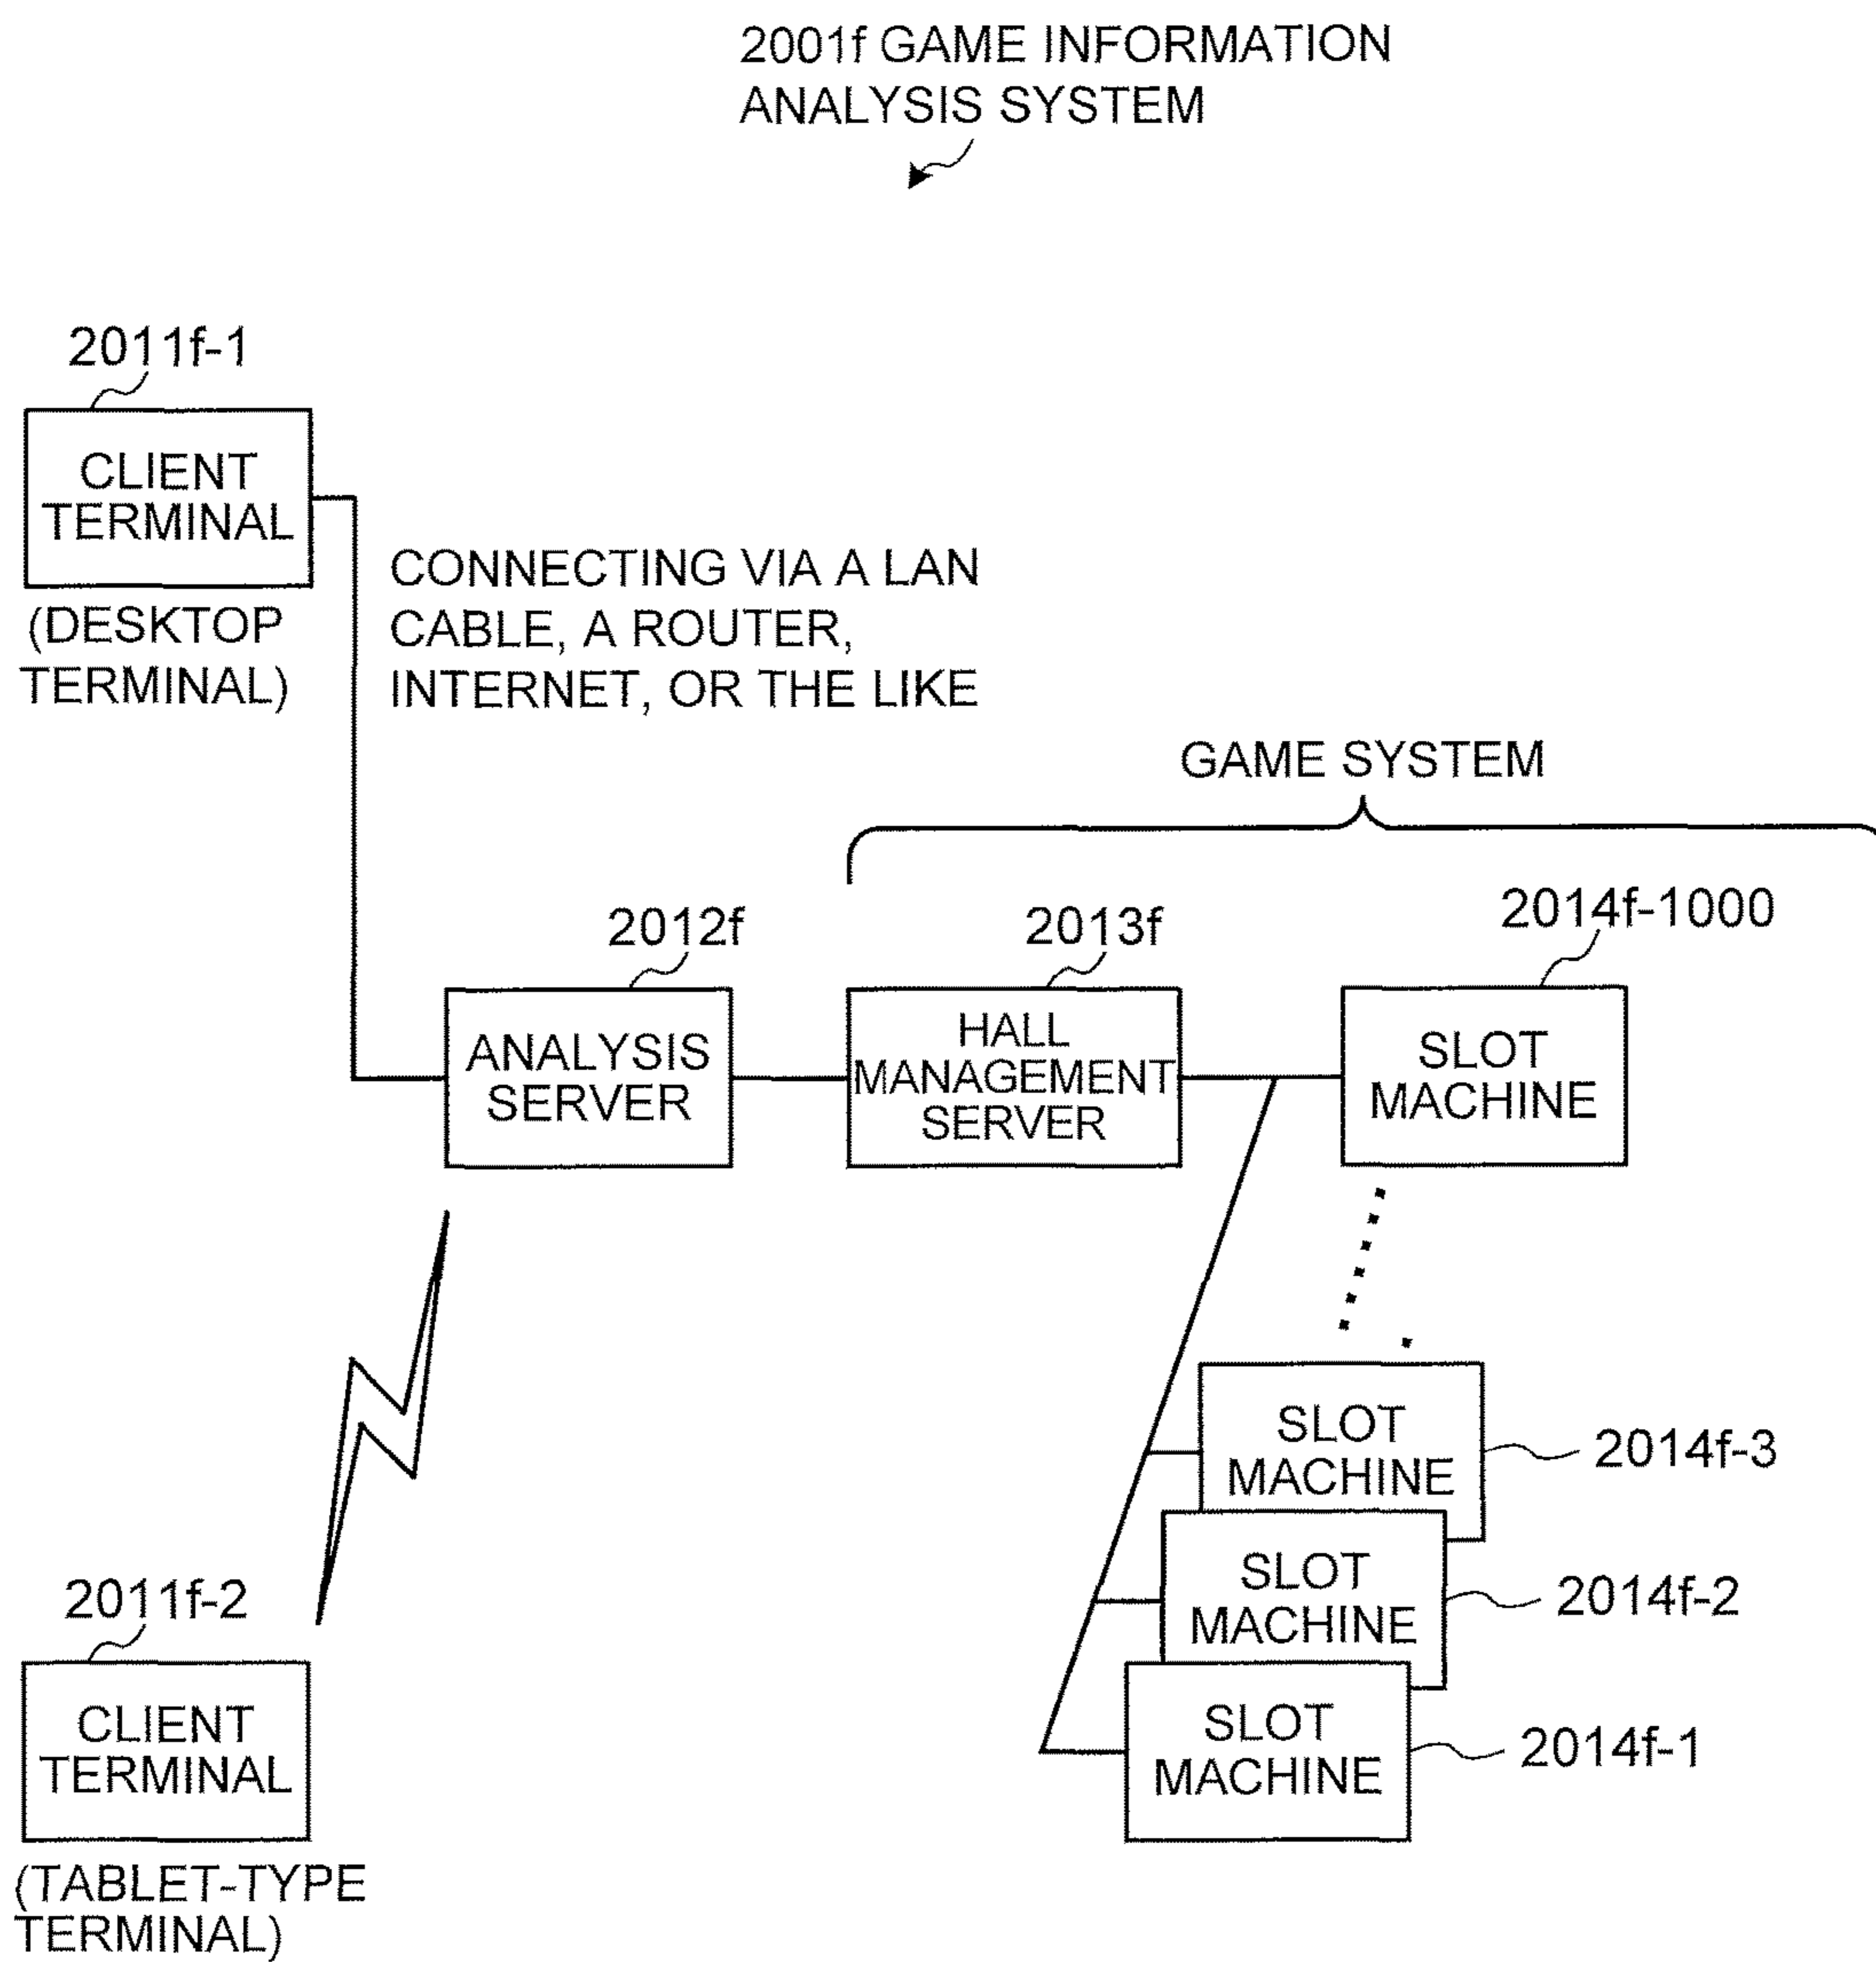 2001f GAME INFORMATION
ANALYSIS SYSTEM
2011f-1
CLIENT
TERMINAL
(DESKTOP
TERMINAL)
CONNECTING VIA A LAN
CABLE, A ROUTER,
INTERNET, OR THE LIKE
GAME SYSTEM
2012f
ANALYSIS
SERVER
2013f
HALL
MANAGEMENT
SERVER
2014f-1000
SLOT
MACHINE
SLOT
MACHINE
2014f-3
SLOT
MACHINE
2014f-2
SLOT
MACHINE
2014f-1
2011f-2
CLIENT
TERMINAL
(TABLET-TYPE
TERMINAL)